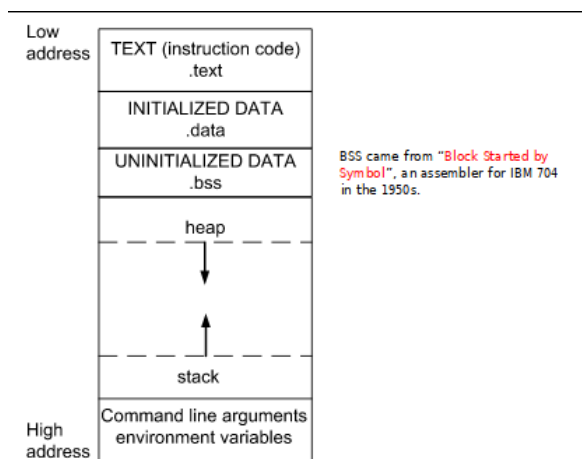 Low
address
TEXT (instruction code)
.text
INITIALIZED DATA
.data
UNINITIALIZED DATA
.bss
BSS came from “Block Started by
Symbol”, an assembler for IBM 704
in the 1950s.
heap
stack
Command line arguments
environment variables
High
address